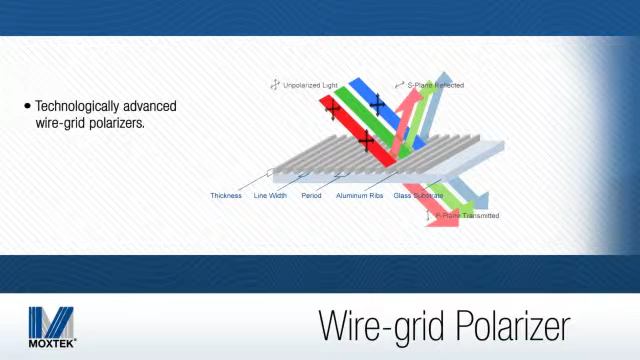 • Technologically advanced
wire-grid polarizers.
Unpolarized Light
S-Plane Reflected
Thickness
Line Width
Period
Aluminum Ribs
Glass Substrate
P-Plane Transmitted
MOXTEK®
Wire-grid Polarizer